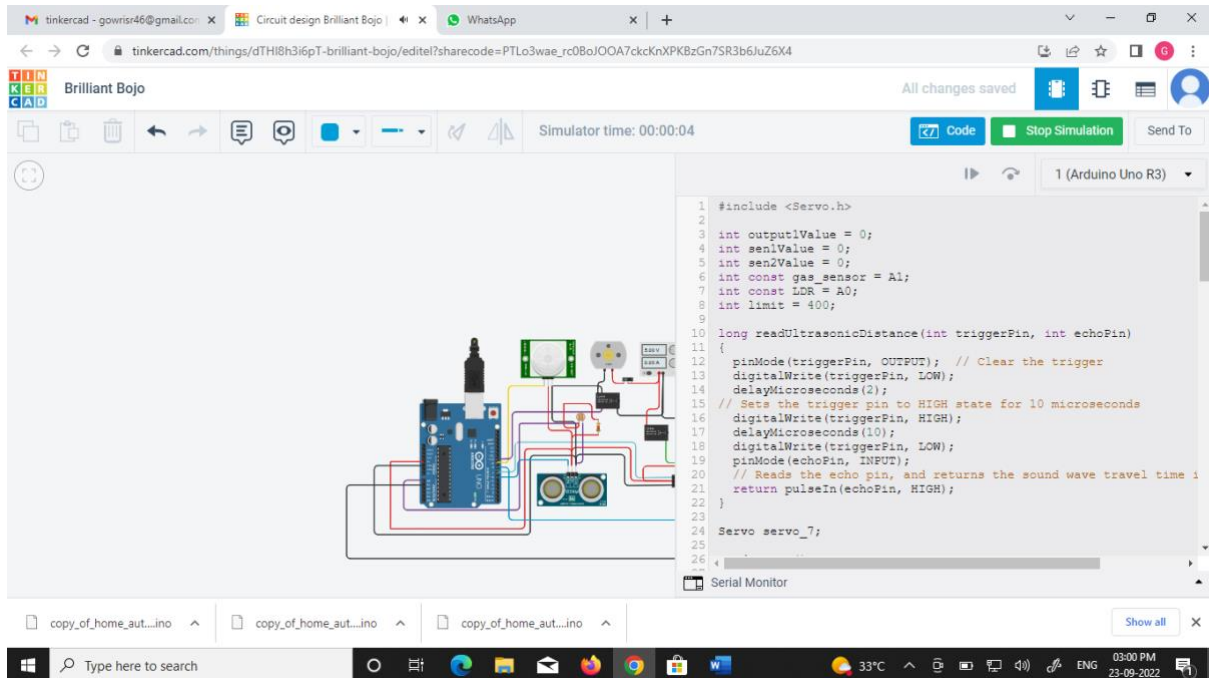 tinkercad - gowrisr46@gmail.con
Circuit design Brilliant Bojo |
WhatsApp
tinkercad.com/things/dTHl8h3i6pT-brilliant-bojo/editel?sharecode=PTLo3wae_rc0BoJOOA7ckcKnXPKBzGn7SR3b6JuZ6X4
G
TIN
KER
CAD
Brilliant Bojo
All changes saved
Simulator time: 00:00:04
Code
Stop Simulation
Send To
1 (Arduino Uno R3)
1 #include <Servo.h>
2
3 int output1Value = 0;
4 int sen1Value = 0;
5 int sen2Value = 0;
6 int const gas_sensor = A1;
7 int const LDR = A0;
8 int limit = 400;
9
10 long readUltrasonicDistance(int triggerPin, int echoPin)
11 {
12 pinMode(triggerPin, OUTPUT); // Clear the trigger
13 digitalWrite(triggerPin, LOW);
14 delayMicroseconds(2);
15 // Sets the trigger pin to HIGH state for 10 microseconds
16 digitalWrite(triggerPin, HIGH);
17 delayMicroseconds(10);
18 digitalWrite(triggerPin, LOW);
19 pinMode(echoPin, INPUT);
20 // Reads the echo pin, and returns the sound wave travel time i
21 return pulseIn(echoPin, HIGH);
22 }
23
24 Servo servo_7;
25
26
Serial Monitor
UNO
copy_of_home_aut....ino
copy_of_home_aut....ino
copy_of_home_aut....ino
Show all
Type here to search
33°C
ENG
03:00 PM
23-09-2022